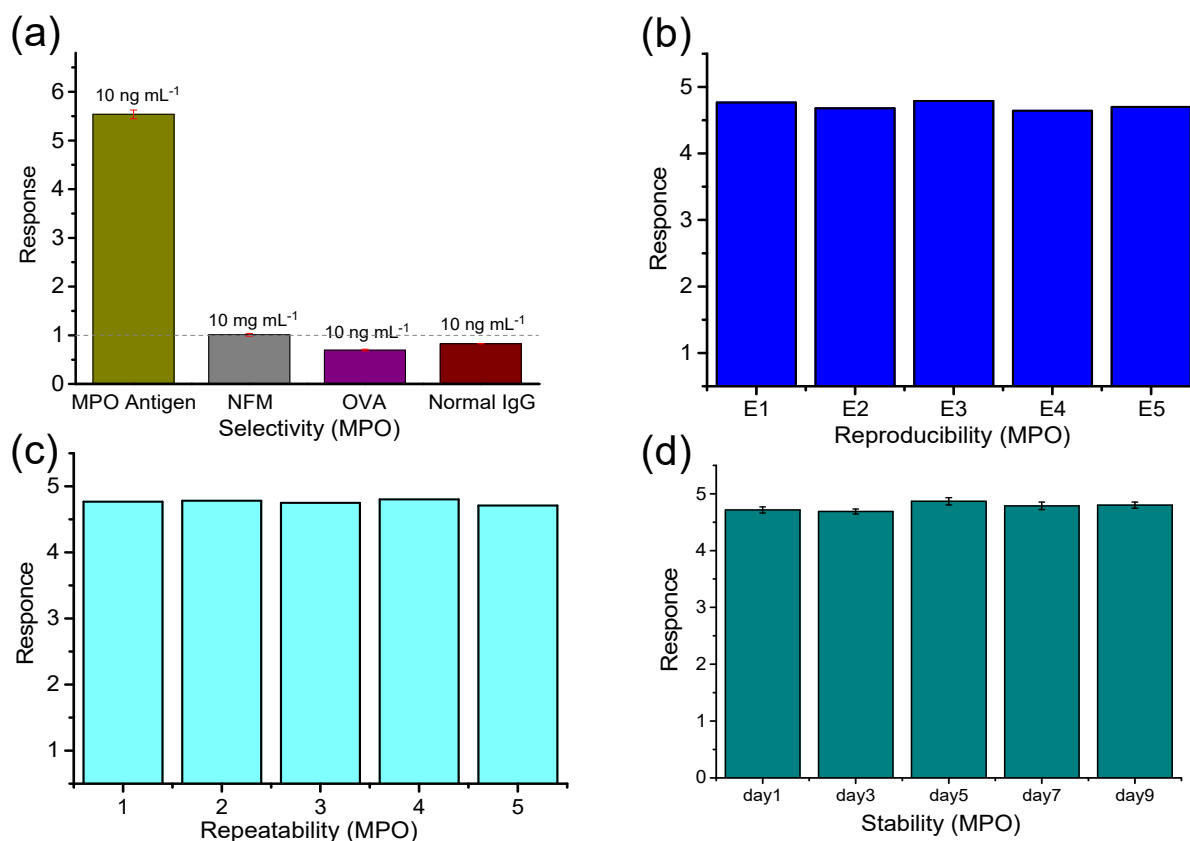 (a)
Response
6
5
4
3
2
1
0
10 ng mL⁻¹
10 mg mL⁻¹
10 ng mL⁻¹
10 ng mL⁻¹
MPO Antigen NFM OVA Normal IgG
Selectivity (MPO)
(b)
Responce
5
4
3
2
1
E1 E2 E3 E4 E5
Reproducibility (MPO)
(c)
Responce
5
4
3
2
1
1 2 3 4 5
Repeatability (MPO)
(d)
Responce
5
4
3
2
1
0
day1 day3 day5 day7 day9
Stability (MPO)